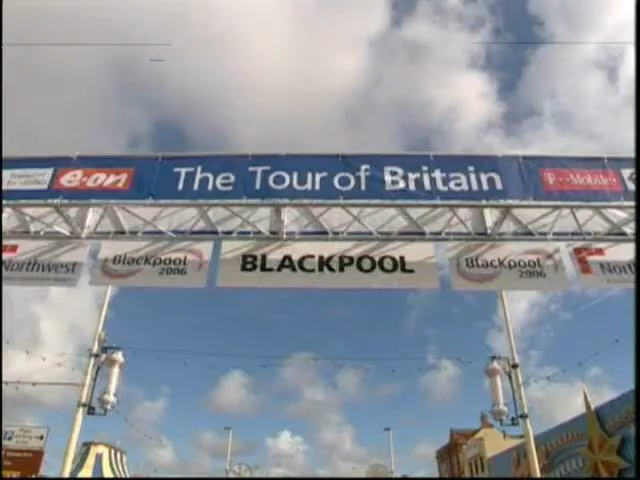 e·on The Tour of Britain T··Mobile·
Northwest Blackpool 2006 BLACKPOOL Blackpool 2006 North